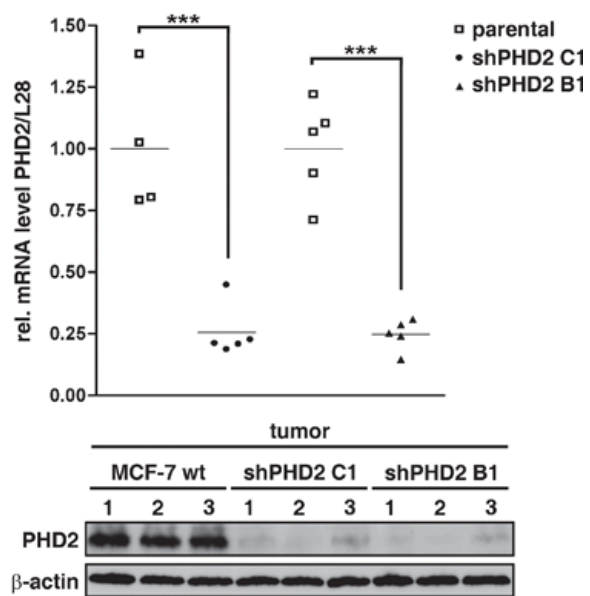 1.50
1.25
1.00
0.75
0.50
0.25
0.00
rel. mRNA level PHD2/L28
***
***
parental
shPHD2 C1
shPHD2 B1
tumor
MCF-7 wt shPHD2 C1 shPHD2 B1
1 2 3 1 2 3 1 2 3
PHD2
β-actin